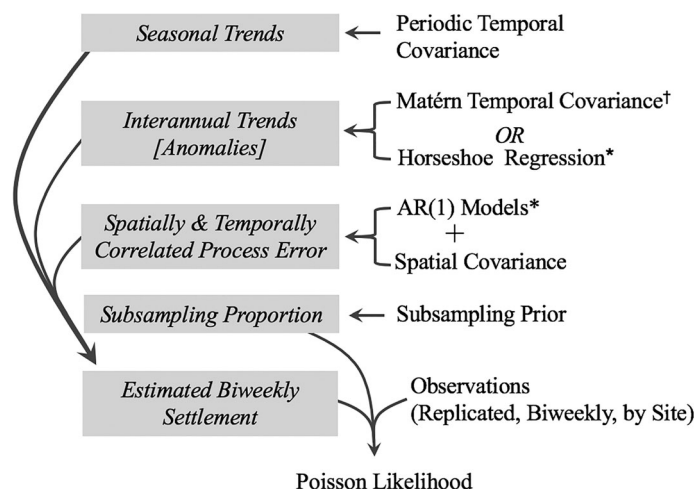 Seasonal Trends
Periodic Temporal
Covariance
Interannual Trends
[Anomalies]
Matérn Temporal Covariance†
OR
Horseshoe Regression*
Spatially & Temporally
Correlated Process Error
AR(1) Models*
+
Spatial Covariance
Subsampling Proportion
Subsampling Prior
Estimated Biweekly
Settlement
Observations
(Replicated, Biweekly, by Site)
Poisson Likelihood